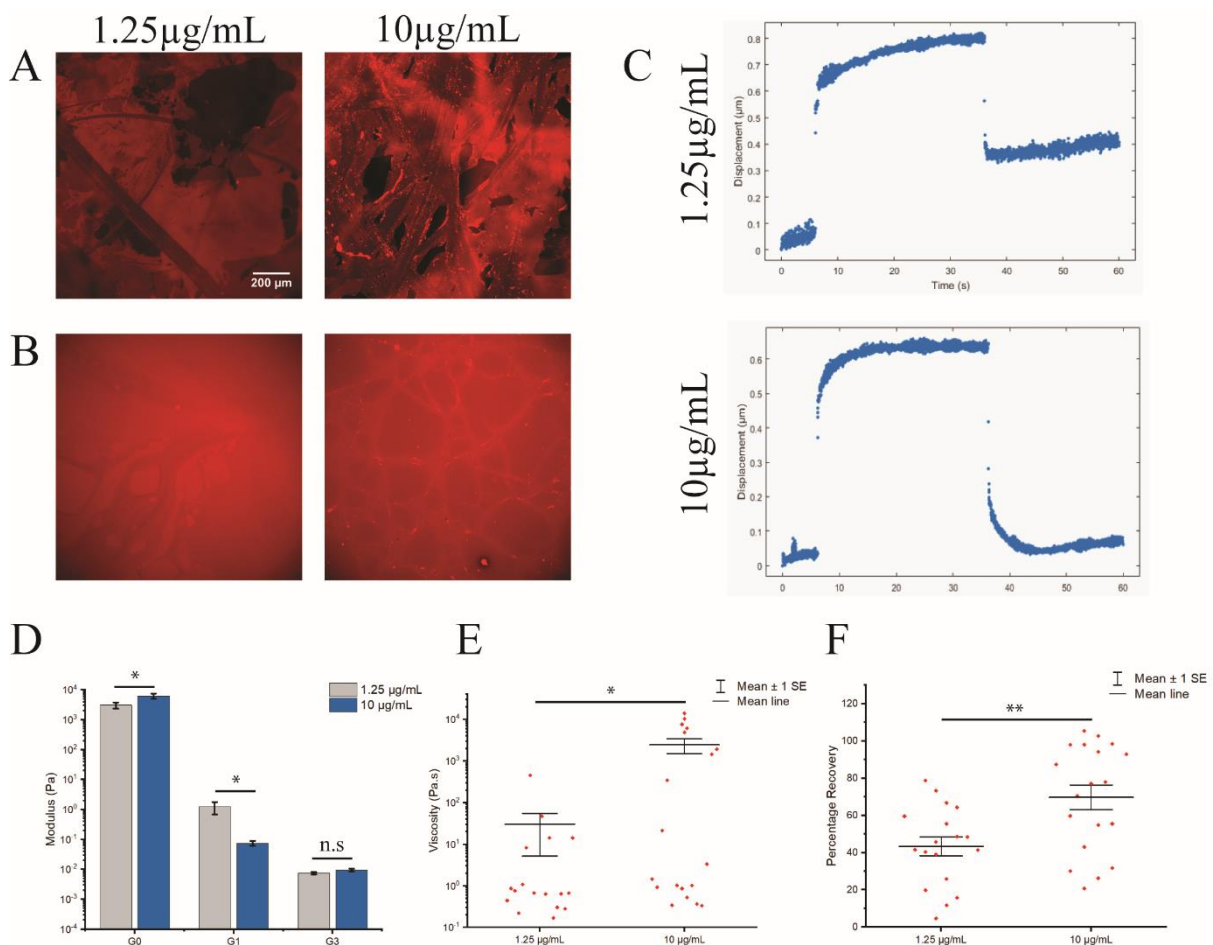 1.25µg/mL 10µg/mL
A
200 µm
B
C
1.25µg/mL
Displacement (µm)
0.8
0.7
0.6
0.5
0.4
0.3
0.2
0.1
0
0 10 20 30 40 50 60
Time (s)
10µg/mL
Displacement (µm)
0.6
0.5
0.4
0.3
0.2
0.1
0
0 10 20 30 40 50 60
D
Modulus (Pa)
10⁴
10³
10²
10¹
10⁰
10⁻¹
10⁻²
10⁻³
10⁻⁴
*
*
n.s
1.25 µg/mL
10 µg/mL
G0 G1 G3
E
Viscosity (Pa.s)
10⁴
10³
10²
10¹
10⁰
10⁻¹
*
Mean ± 1 SE
Mean line
1.25 µg/mL 10 µg/mL
F
Percentage Recovery
120
100
80
60
40
20
0
**
Mean ± 1 SE
Mean line
1.25 µg/mL 10 µg/mL